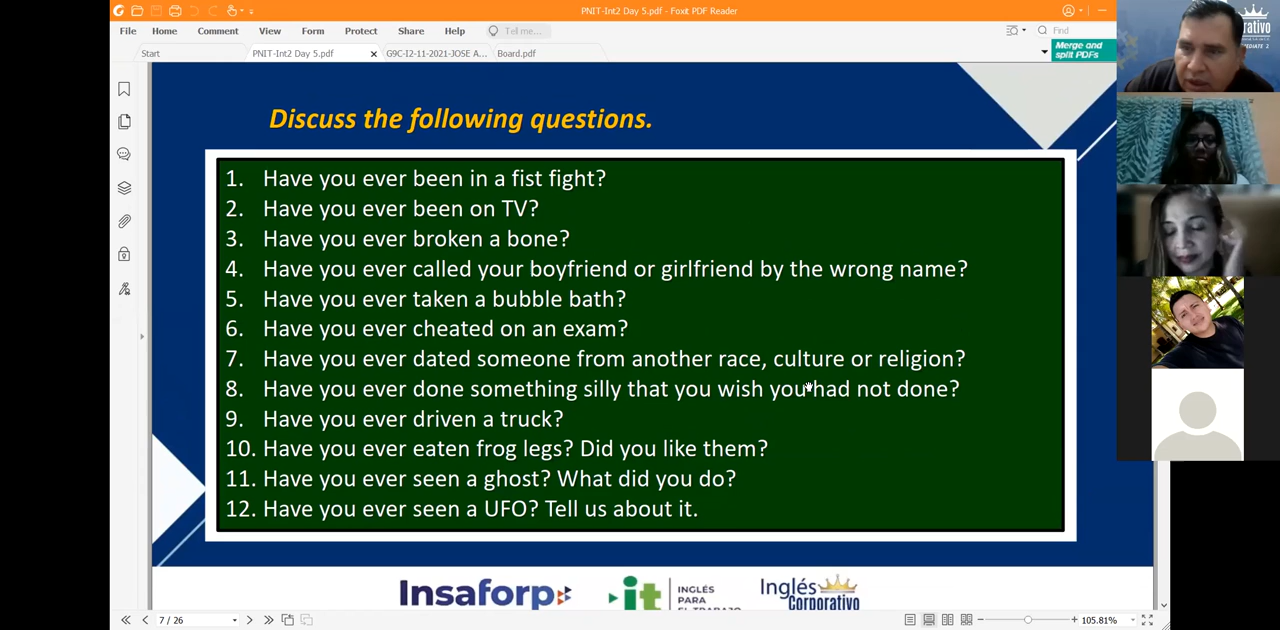 PNIT-Int2 Day 5.pdf - Foxit PDF Reader
File Home Comment View Form Protect Share Help Tell me... Find
Start PNIT-Int2 Day 5.pdf G9C-I2-11-2021-JOSE A... Board.pdf
Merge and
split PDFs
Discuss the following questions.
1. Have you ever been in a fist fight?
2. Have you ever been on TV?
3. Have you ever broken a bone?
4. Have you ever called your boyfriend or girlfriend by the wrong name?
5. Have you ever taken a bubble bath?
6. Have you ever cheated on an exam?
7. Have you ever dated someone from another race, culture or religion?
8. Have you ever done something silly that you wish you had not done?
9. Have you ever driven a truck?
10. Have you ever eaten frog legs? Did you like them?
11. Have you ever seen a ghost? What did you do?
12. Have you ever seen a UFO? Tell us about it.
Insaforp
it
INGLÉS
PARA
EL TRABAJO
Inglés
Corporativo
7 / 26
105.81%